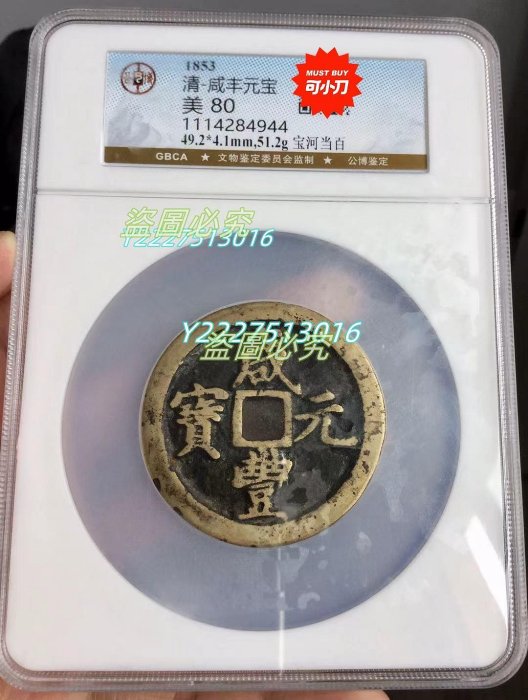 1853
清-咸丰元宝
美 80
1114284944
49.2*4.1mm,51.2g 宝河当百
MUST BUY
可小刀
GBCA ★ 文物鉴定委员会监制 ★ 公博鉴定
盜圖必究
Y2227513016
Y2227513016
盜圖必究
咸
寶 元
豐